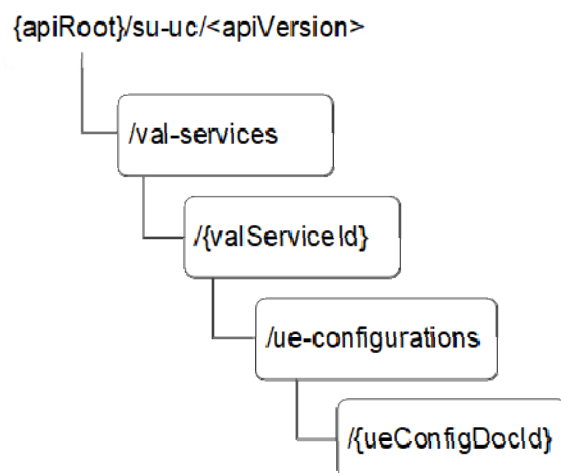 {apiRoot}/su-uc/<apiVersion>
/val-services
/{valServiceId}
/ue-configurations
/{ueConfigDocId}